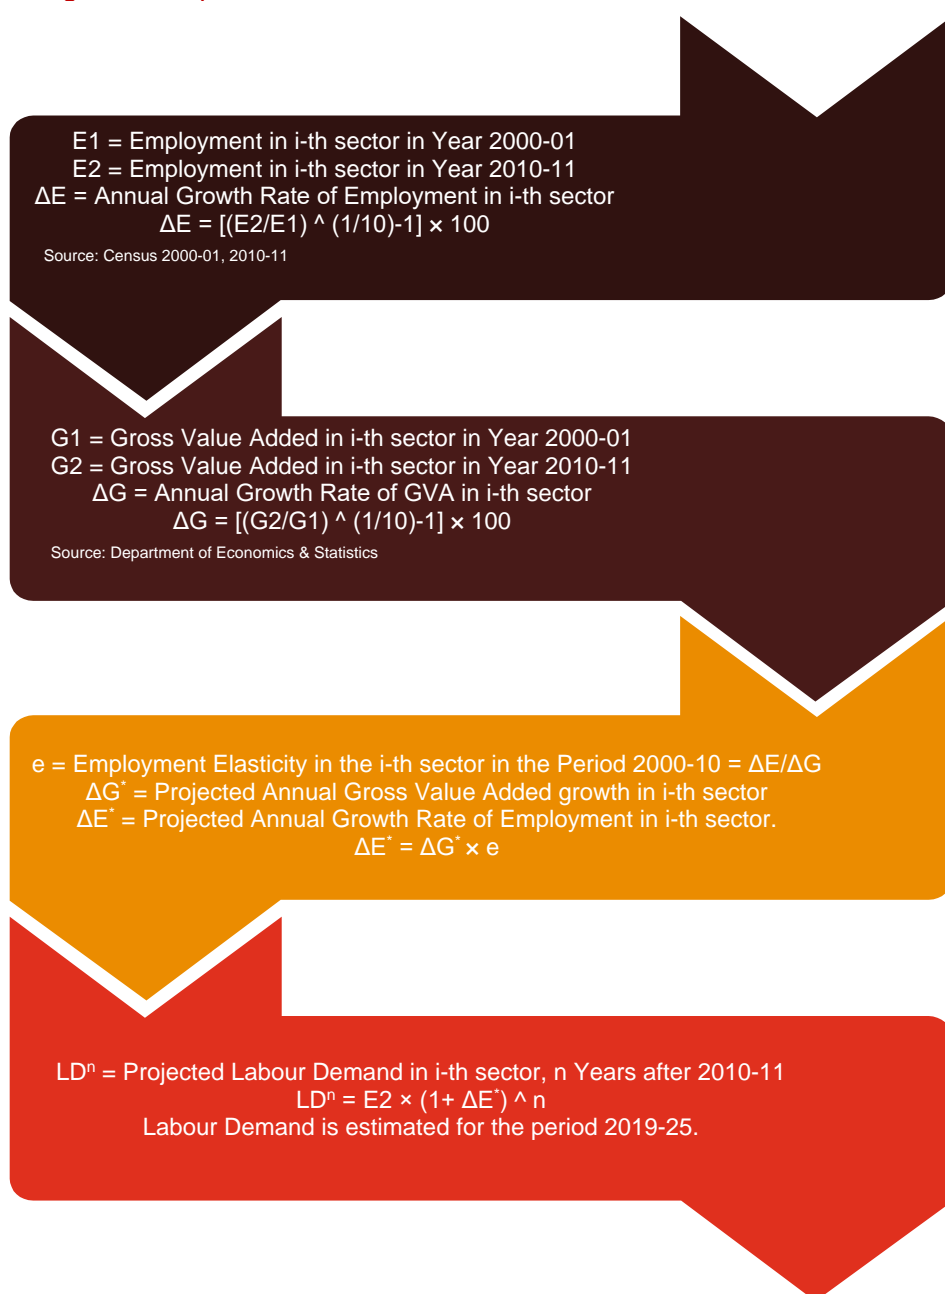 E1 = Employment in i-th sector in Year 2000-01
E2 = Employment in i-th sector in Year 2010-11
ΔE = Annual Growth Rate of Employment in i-th sector
ΔE = [(E2/E1) ^ (1/10)-1] × 100
Source: Census 2000-01, 2010-11
G1 = Gross Value Added in i-th sector in Year 2000-01
G2 = Gross Value Added in i-th sector in Year 2010-11
ΔG = Annual Growth Rate of GVA in i-th sector
ΔG = [(G2/G1) ^ (1/10)-1] × 100
Source: Department of Economics & Statistics
e = Employment Elasticity in the i-th sector in the Period 2000-10 = ΔE/ΔG
ΔG* = Projected Annual Gross Value Added growth in i-th sector
ΔE* = Projected Annual Growth Rate of Employment in i-th sector.
ΔE* = ΔG* × e
LDⁿ = Projected Labour Demand in i-th sector, n Years after 2010-11
LDⁿ = E2 × (1+ ΔE*) ^ n
Labour Demand is estimated for the period 2019-25.